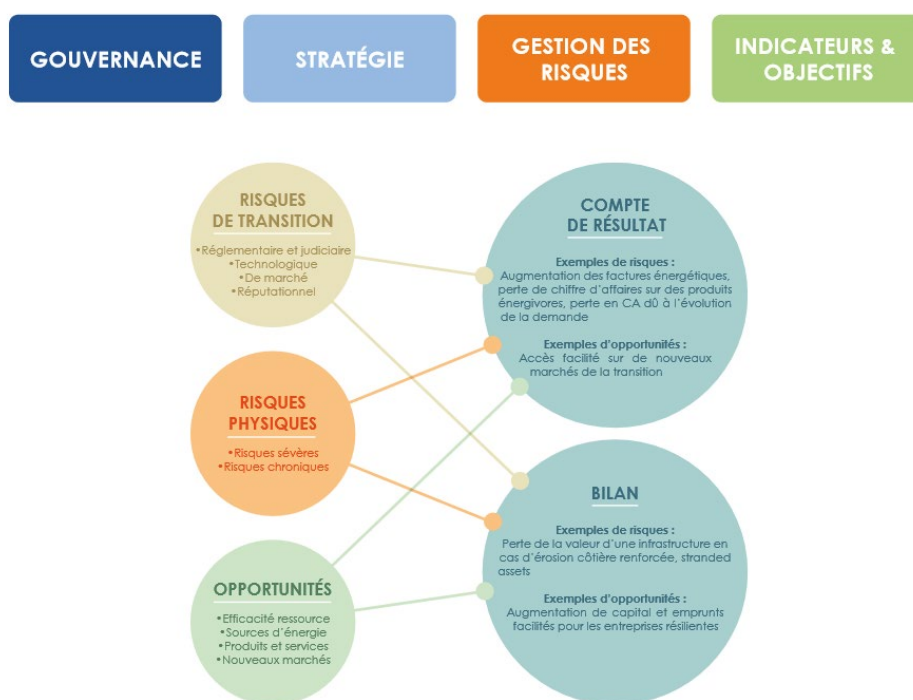 GOUVERNANCE
STRATÉGIE
GESTION DES
RISQUES
INDICATEURS &
OBJECTIFS
RISQUES
DE TRANSITION
•Réglementaire et judiciaire
•Technologique
•De marché
•Réputationnel
RISQUES
PHYSIQUES
•Risques sévères
•Risques chroniques
OPPORTUNITÉS
•Efficacité ressource
•Sources d'énergie
•Produits et services
•Nouveaux marchés
COMPTE
DE RÉSULTAT
Exemples de risques :
Augmentation des factures énergétiques,
perte de chiffre d'affaires sur des produits
énergivores, perte en CA dû à l'évolution
de la demande
Exemples d'opportunités :
Accès facilité sur de nouveaux
marchés de la transition
BILAN
Exemples de risques :
Perte de la valeur d'une infrastructure en
cas d'érosion côtière renforcée, stranded
assets
Exemples d'opportunités :
Augmentation de capital et emprunts
facilités pour les entreprises résilientes